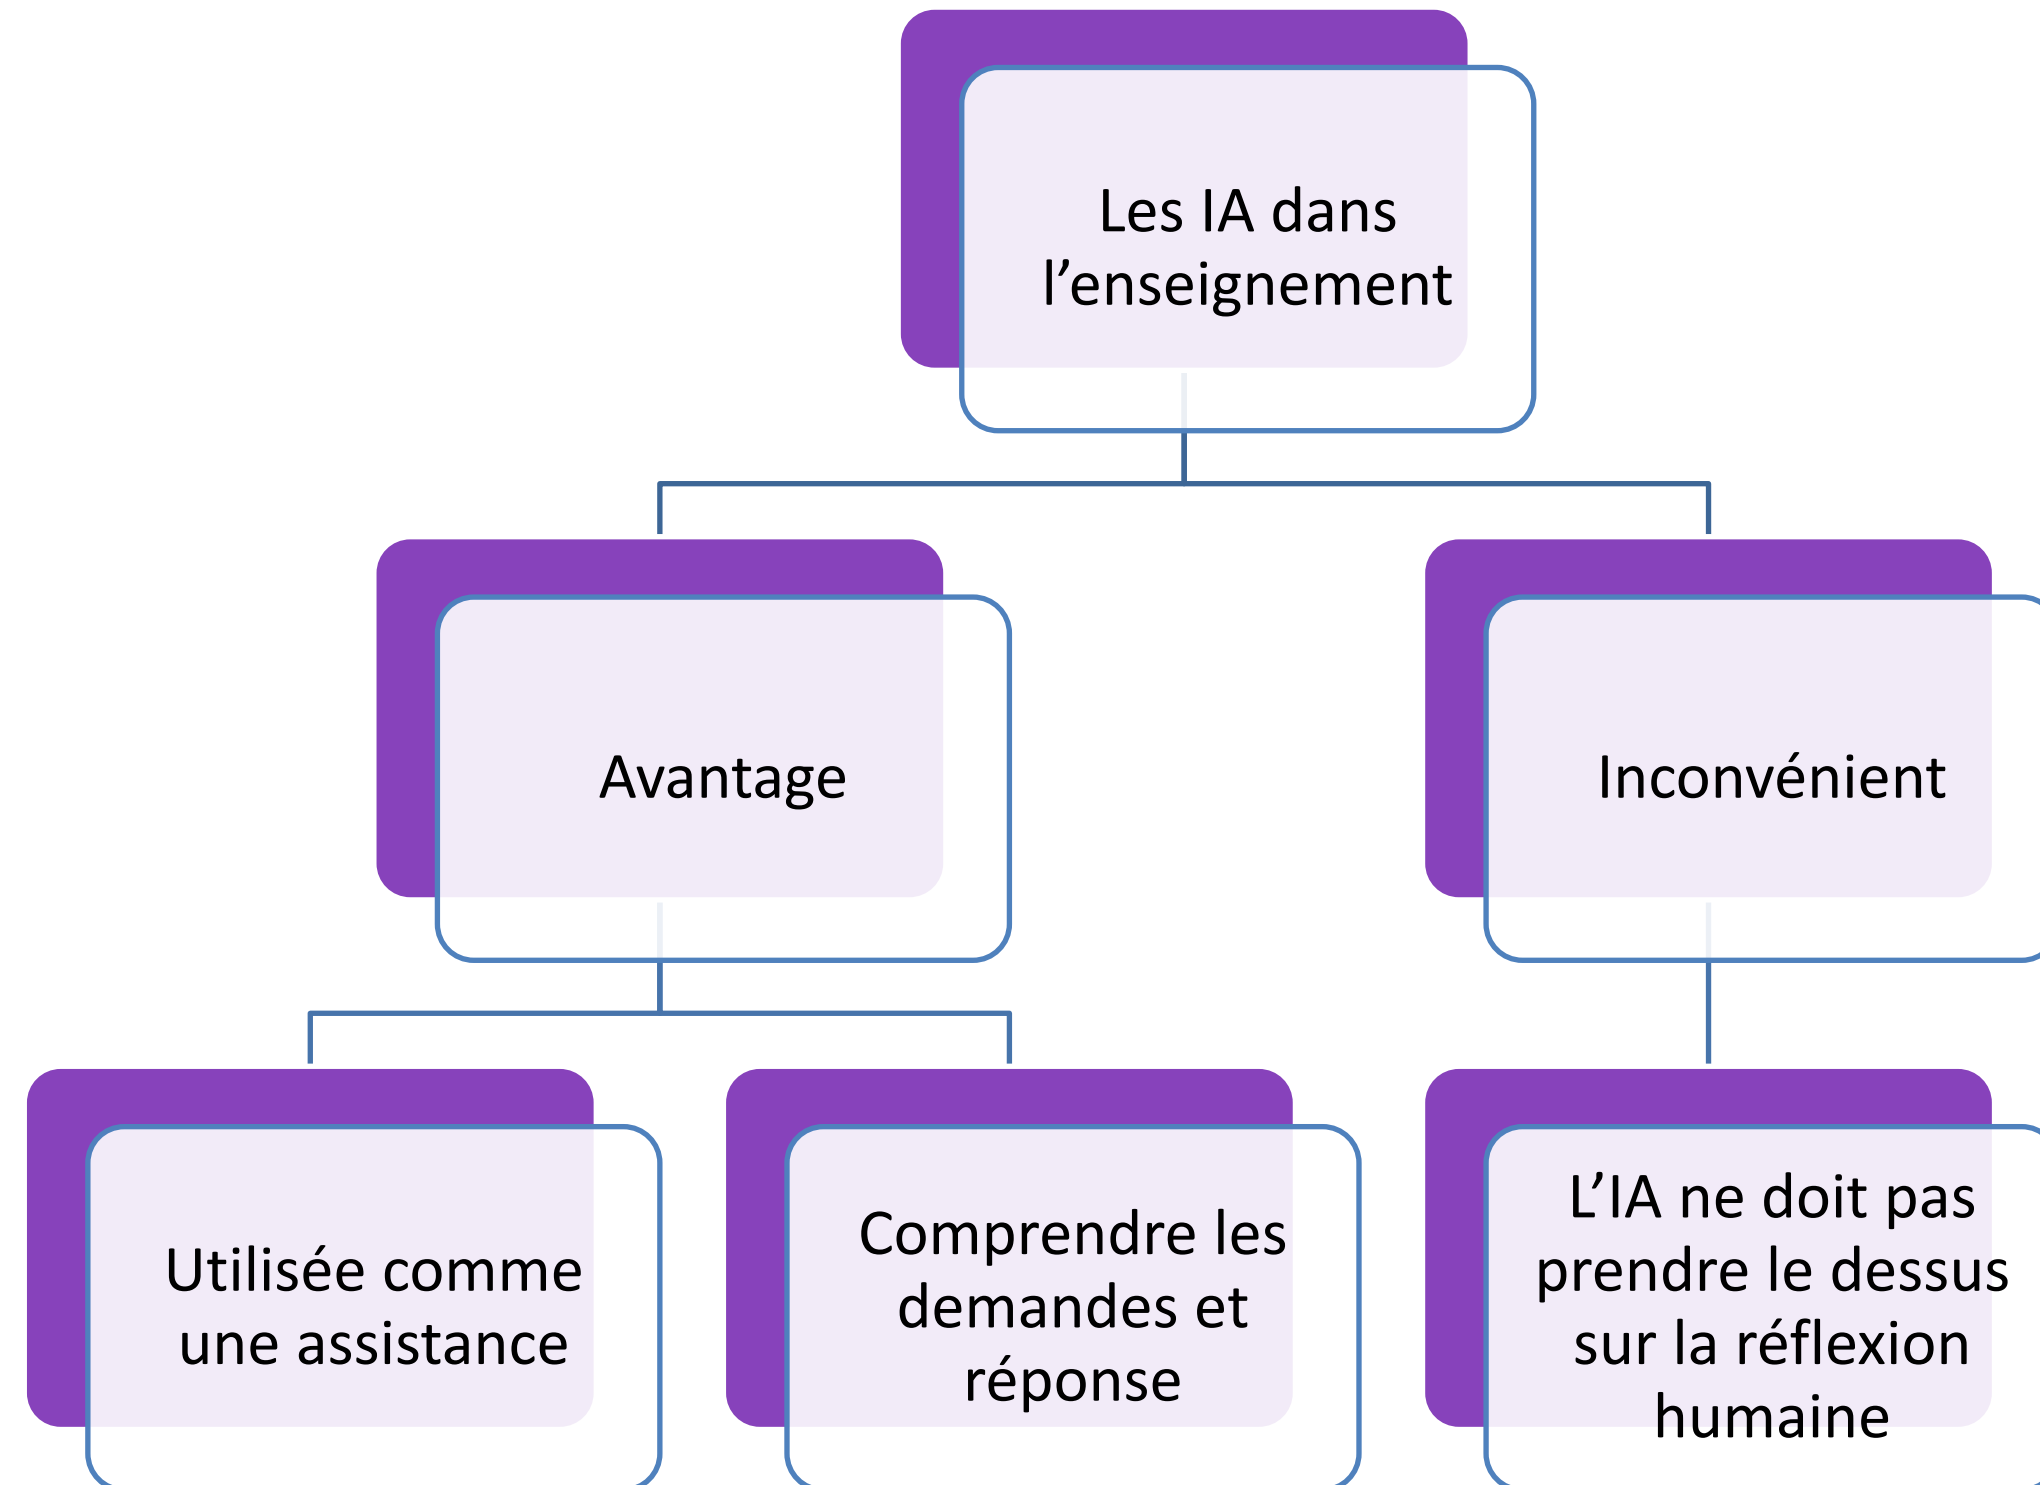 Les IA dans
l’enseignement
Avantage
Inconvénient
Utilisée comme
une assistance
Comprendre les
demandes et
réponse
L’IA ne doit pas
prendre le dessus
sur la réflexion
humaine